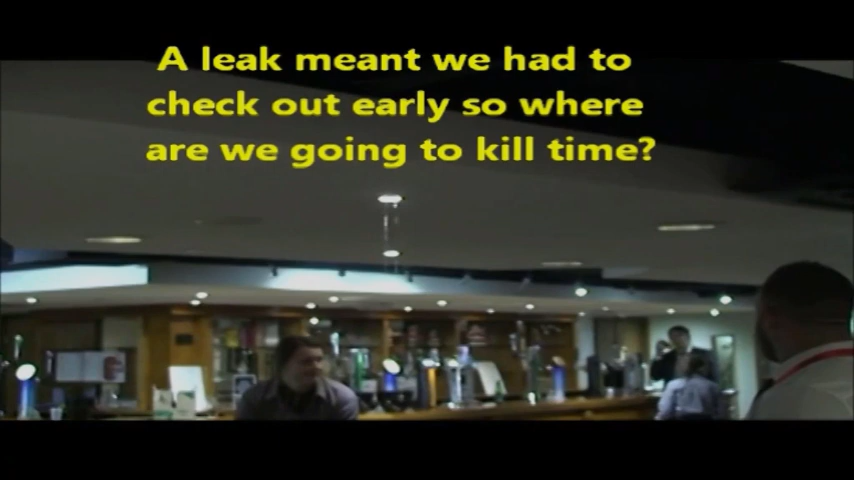 A leak meant we had to
check out early so where
are we going to kill time?